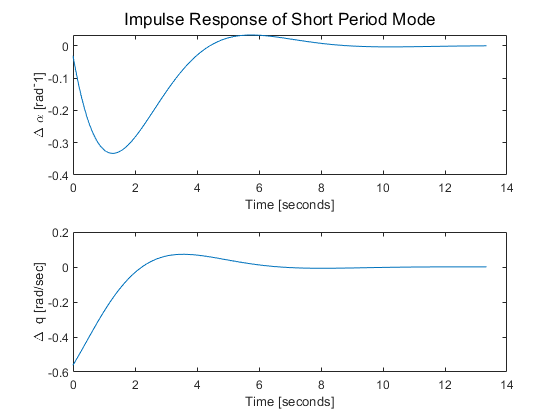 Impulse Response of Short Period Mode
Δ α [rad^-1]
0
-0.1
-0.2
-0.3
-0.4
0 2 4 6 8 10 12 14
Time [seconds]
Δ q [rad/sec]
0.2
0
-0.2
-0.4
-0.6
0 2 4 6 8 10 12 14
Time [seconds]